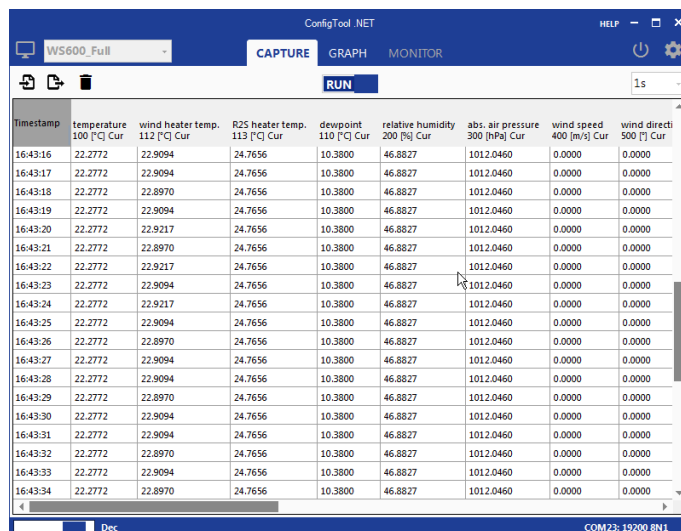 ConfigTool .NET
HELP
WS600_Full
CAPTURE GRAPH MONITOR
RUN
1s
Timestamp temperature 100 [°C] Cur wind heater temp. 112 [°C] Cur R2S heater temp. 113 [°C] Cur dewpoint 110 [°C] Cur relative humidity 200 [%] Cur abs. air pressure 300 [hPa] Cur wind speed 400 [m/s] Cur wind directi 500 [°] Cur
16:43:16 22.2772 22.9094 24.7656 10.3800 46.8827 1012.0460 0.0000 0.0000
16:43:17 22.2772 22.9094 24.7656 10.3800 46.8827 1012.0460 0.0000 0.0000
16:43:18 22.2772 22.8970 24.7656 10.3800 46.8827 1012.0460 0.0000 0.0000
16:43:19 22.2772 22.9094 24.7656 10.3800 46.8827 1012.0460 0.0000 0.0000
16:43:20 22.2772 22.9217 24.7656 10.3800 46.8827 1012.0460 0.0000 0.0000
16:43:21 22.2772 22.8970 24.7656 10.3800 46.8827 1012.0460 0.0000 0.0000
16:43:22 22.2772 22.9217 24.7656 10.3800 46.8827 1012.0460 0.0000 0.0000
16:43:23 22.2772 22.9094 24.7656 10.3800 46.8827 1012.0460 0.0000 0.0000
16:43:24 22.2772 22.9217 24.7656 10.3800 46.8827 1012.0460 0.0000 0.0000
16:43:25 22.2772 22.9094 24.7656 10.3800 46.8827 1012.0460 0.0000 0.0000
16:43:26 22.2772 22.8970 24.7656 10.3800 46.8827 1012.0460 0.0000 0.0000
16:43:27 22.2772 22.9094 24.7656 10.3800 46.8827 1012.0460 0.0000 0.0000
16:43:28 22.2772 22.9094 24.7656 10.3800 46.8827 1012.0460 0.0000 0.0000
16:43:29 22.2772 22.8970 24.7656 10.3800 46.8827 1012.0460 0.0000 0.0000
16:43:30 22.2772 22.9094 24.7656 10.3800 46.8827 1012.0460 0.0000 0.0000
16:43:31 22.2772 22.9094 24.7656 10.3800 46.8827 1012.0460 0.0000 0.0000
16:43:32 22.2772 22.8970 24.7656 10.3800 46.8827 1012.0460 0.0000 0.0000
16:43:33 22.2772 22.9094 24.7656 10.3800 46.8827 1012.0460 0.0000 0.0000
16:43:34 22.2772 22.8970 24.7656 10.3800 46.8827 1012.0460 0.0000 0.0000
Dec
COM23: 19200 8N1